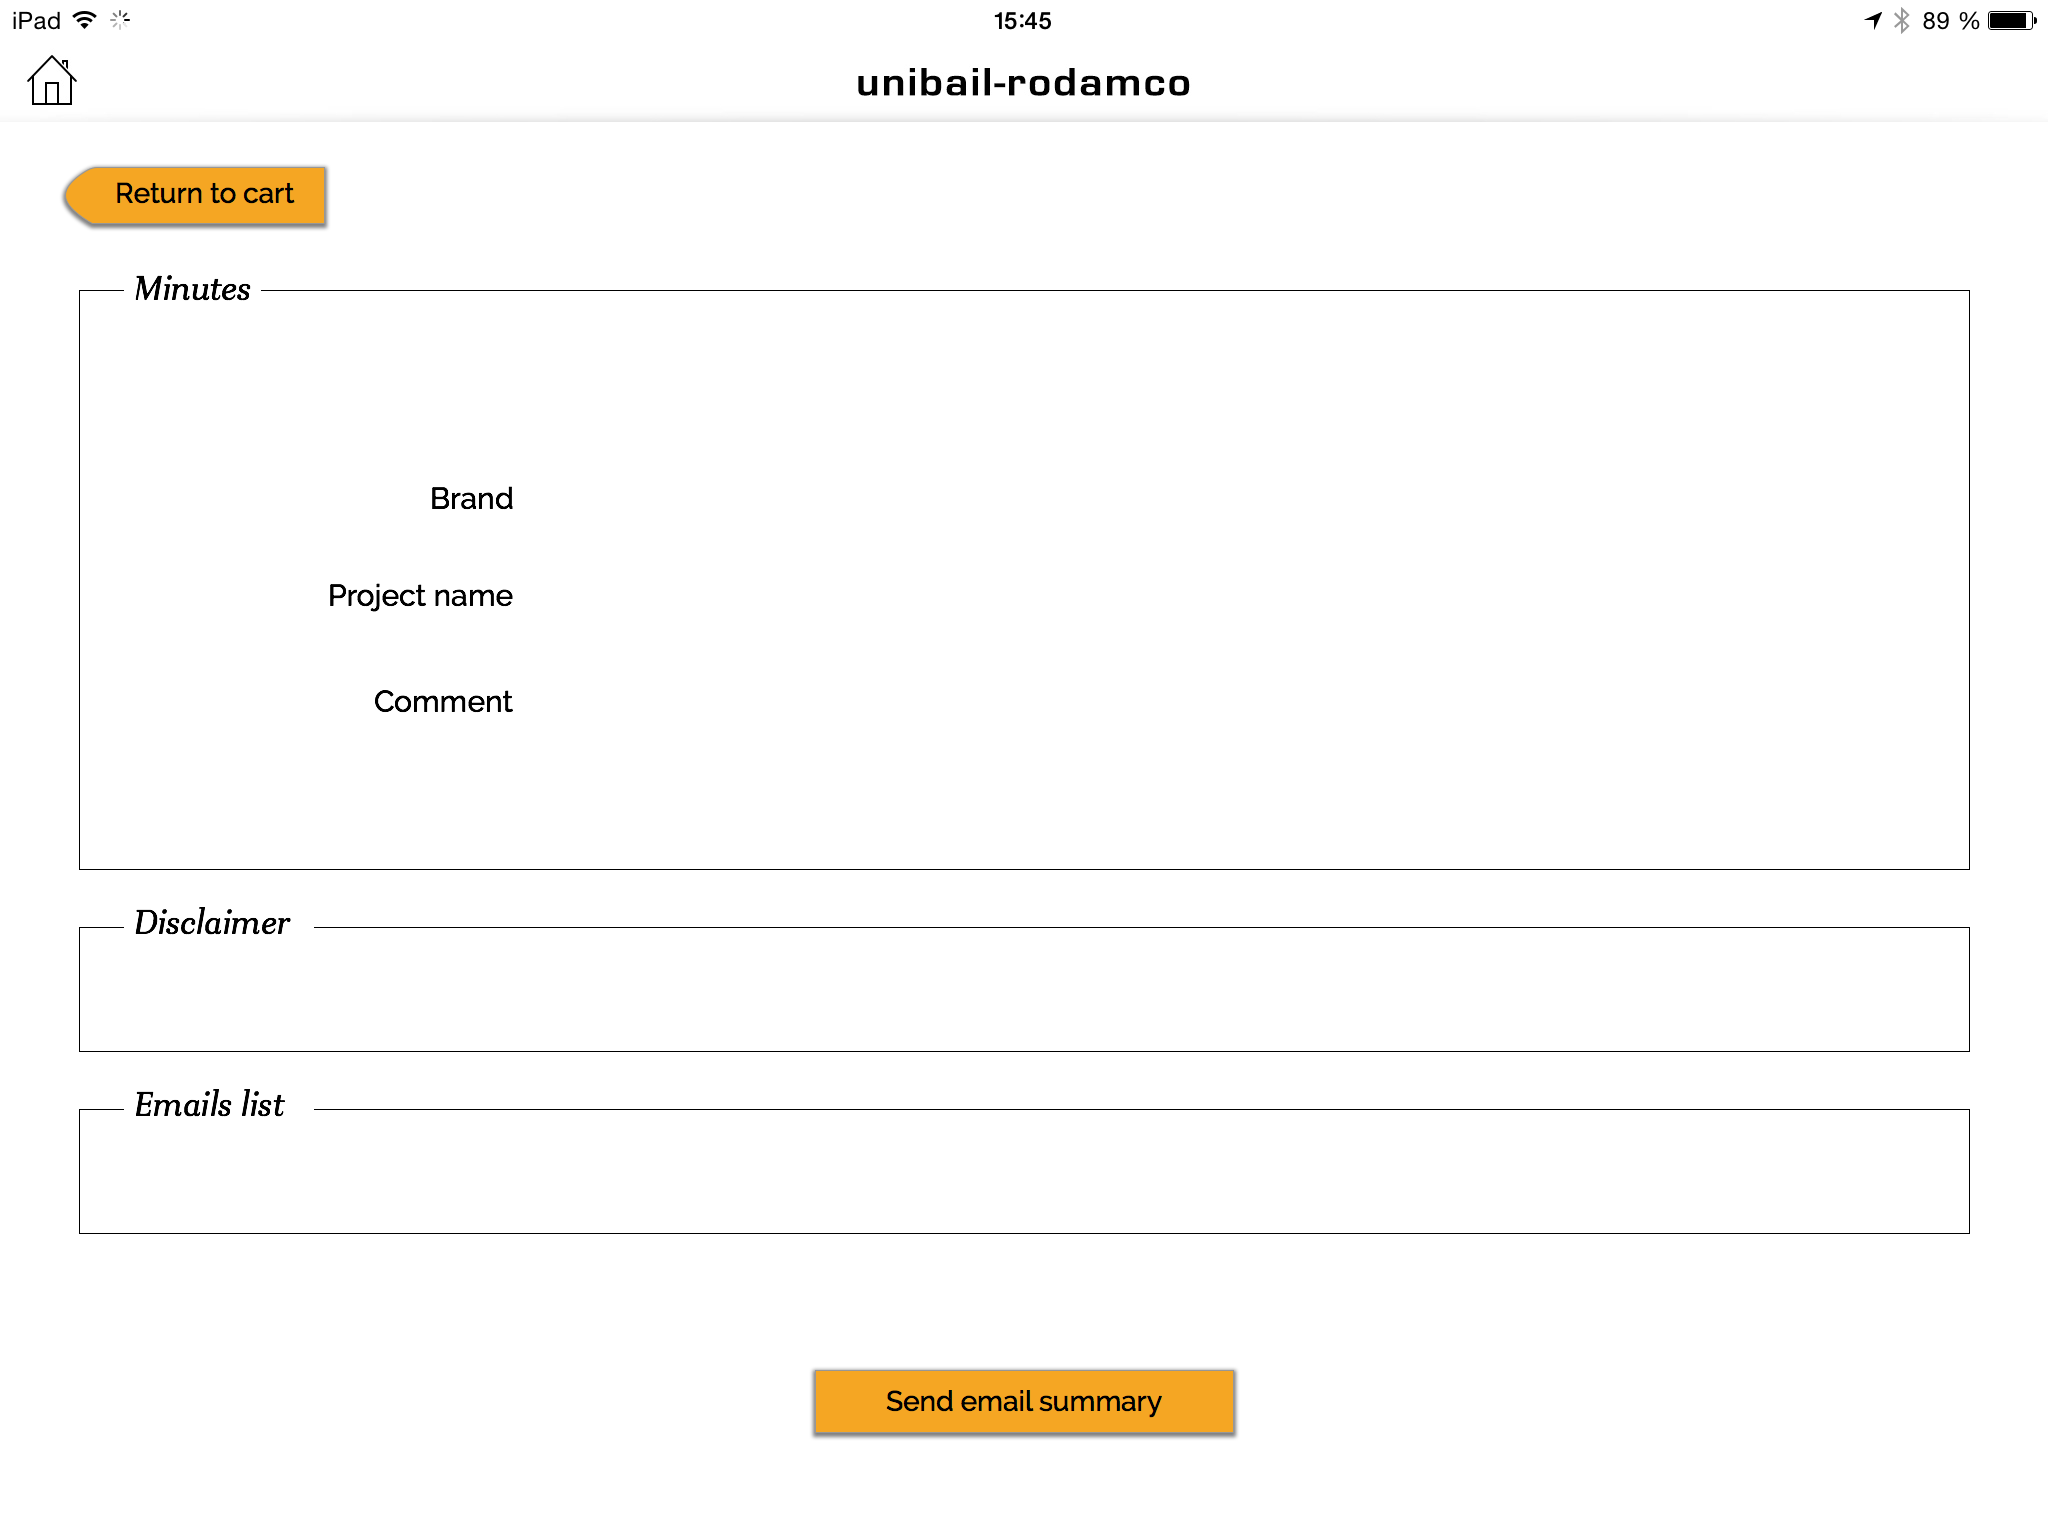 iPad 15:45 89 %
unibail-rodamco
Return to cart
Minutes
Brand
Project name
Comment
Disclaimer
Emails list
Send email summary